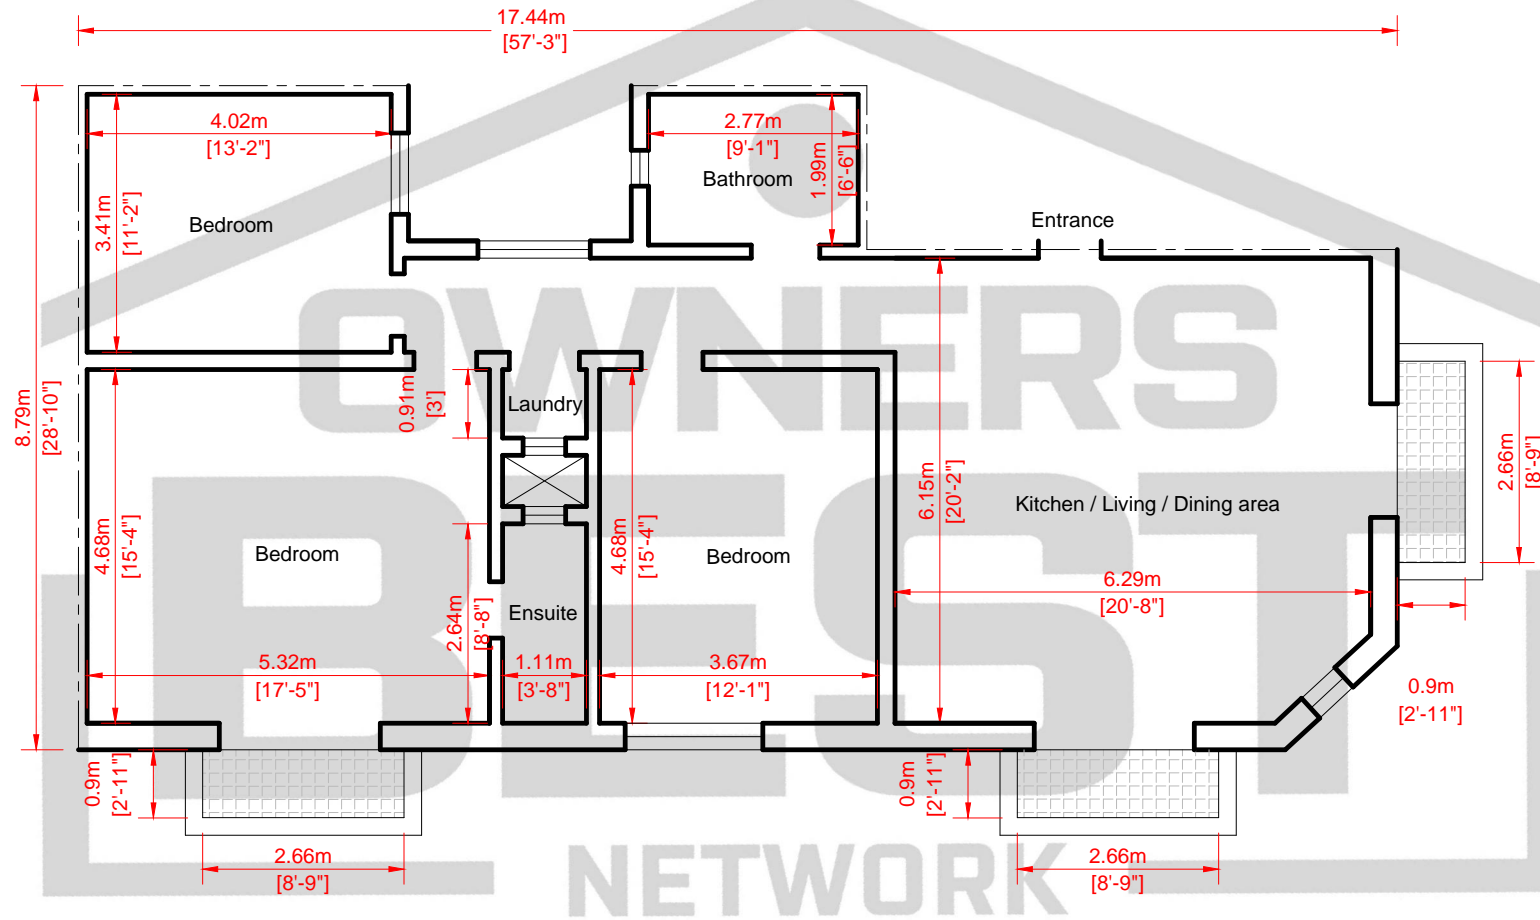 17.44m
[57'-3"]
4.02m
[13'-2"]
2.77m
[9'-1"]
1.99m
[6'-6"]
Bathroom
3.41m
[11'-2"]
Bedroom
Entrance
OWNERS
8.79m
[28'-10"]
0.91m
[3']
Laundry
2.66m
[8'-9"]
6.15m
[20'-2"]
Kitchen / Living / Dining area
BEST
4.68m
[15'-4"]
Bedroom
4.68m
[15'-4"]
Bedroom
2.64m
[8'-8"]
Ensuite
6.29m
[20'-8"]
5.32m
[17'-5"]
1.11m
[3'-8"]
3.67m
[12'-1"]
0.9m
[2'-11"]
0.9m
[2'-11"]
0.9m
[2'-11"]
2.66m
[8'-9"]
2.66m
[8'-9"]
NETWORK